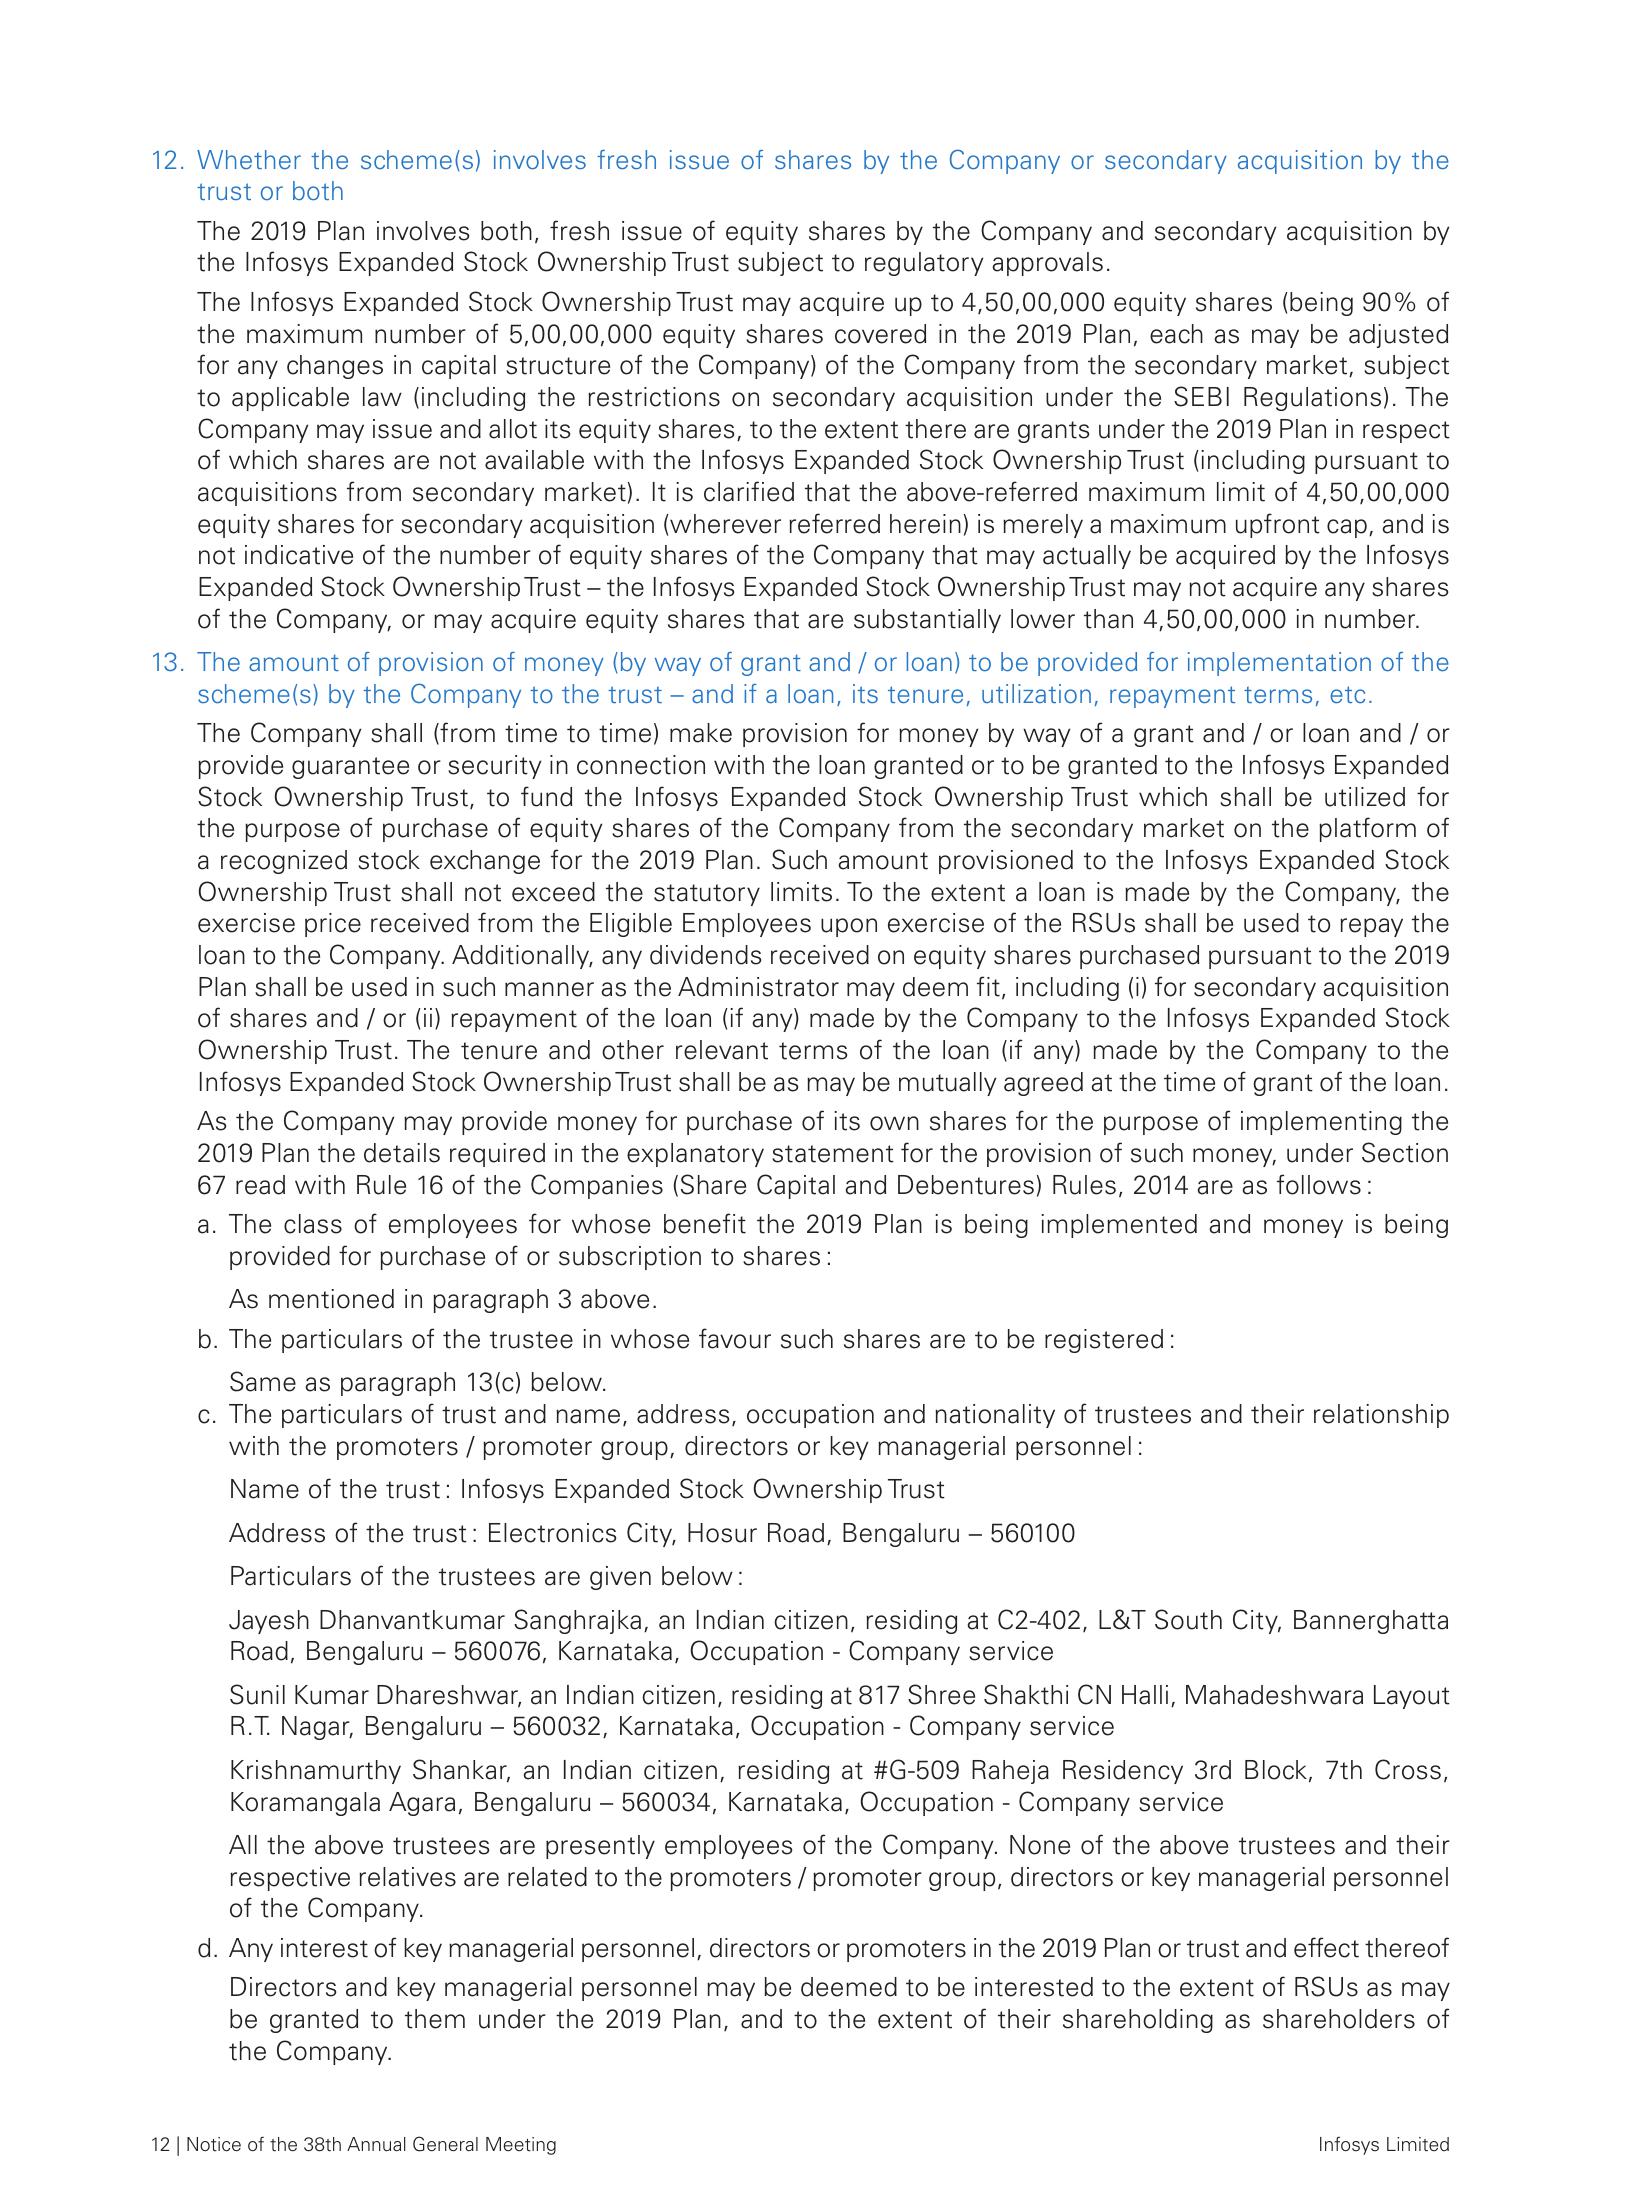 12. Whether the scheme(s) involves fresh issue of shares by the Company or secondary acquisition by the
trust or both
The 2019 Plan involves both, fresh issue of equity shares by the Company and secondary acquisition by
the Infosys Expanded Stock Ownership Trust subject to regulatory approvals.
The Infosys Expanded Stock Ownership Trust may acquire up to 4,50,00,000 equity shares (being 90% of
the maximum number of 5,00,00,000 equity shares covered in the 2019 Plan, each as may be adjusted
for any changes in capital structure of the Company) of the Company from the secondary market, subject
to applicable law (including the restrictions on secondary acquisition under the SEBI Regulations). The
Company may issue and allot its equity shares, to the extent there are grants under the 2019 Plan in respect
of which shares are not available with the Infosys Expanded Stock Ownership Trust (including pursuant to
acquisitions from secondary market). It is clarified that the above-referred maximum limit of 4,50,00,000
equity shares for secondary acquisition (wherever referred herein) is merely a maximum upfront cap, and is
not indicative of the number of equity shares of the Company that may actually be acquired by the Infosys
Expanded Stock Ownership Trust – the Infosys Expanded Stock Ownership Trust may not acquire any shares
of the Company, or may acquire equity shares that are substantially lower than 4,50,00,000 in number.
13. The amount of provision of money (by way of grant and / or loan) to be provided for implementation of the
scheme(s) by the Company to the trust – and if a loan, its tenure, utilization, repayment terms, etc.
The Company shall (from time to time) make provision for money by way of a grant and / or loan and / or
provide guarantee or security in connection with the loan granted or to be granted to the Infosys Expanded
Stock Ownership Trust, to fund the Infosys Expanded Stock Ownership Trust which shall be utilized for
the purpose of purchase of equity shares of the Company from the secondary market on the platform of
a recognized stock exchange for the 2019 Plan. Such amount provisioned to the Infosys Expanded Stock
Ownership Trust shall not exceed the statutory limits. To the extent a loan is made by the Company, the
exercise price received from the Eligible Employees upon exercise of the RSUs shall be used to repay the
loan to the Company. Additionally, any dividends received on equity shares purchased pursuant to the 2019
Plan shall be used in such manner as the Administrator may deem fit, including (i) for secondary acquisition
of shares and / or (ii) repayment of the loan (if any) made by the Company to the Infosys Expanded Stock
Ownership Trust. The tenure and other relevant terms of the loan (if any) made by the Company to the
Infosys Expanded Stock Ownership Trust shall be as may be mutually agreed at the time of grant of the loan.
As the Company may provide money for purchase of its own shares for the purpose of implementing the
2019 Plan the details required in the explanatory statement for the provision of such money, under Section
67 read with Rule 16 of the Companies (Share Capital and Debentures) Rules, 2014 are as follows :
a. The class of employees for whose benefit the 2019 Plan is being implemented and money is being
provided for purchase of or subscription to shares :
As mentioned in paragraph 3 above.
b. The particulars of the trustee in whose favour such shares are to be registered :
Same as paragraph 13(c) below.
c. The particulars of trust and name, address, occupation and nationality of trustees and their relationship
with the promoters / promoter group, directors or key managerial personnel :
Name of the trust : Infosys Expanded Stock Ownership Trust
Address of the trust : Electronics City, Hosur Road, Bengaluru – 560100
Particulars of the trustees are given below :
Jayesh Dhanvantkumar Sanghrajka, an Indian citizen, residing at C2-402, L&T South City, Bannerghatta
Road, Bengaluru – 560076, Karnataka, Occupation - Company service
Sunil Kumar Dhareshwar, an Indian citizen, residing at 817 Shree Shakthi CN Halli, Mahadeshwara Layout
R.T. Nagar, Bengaluru – 560032, Karnataka, Occupation - Company service
Krishnamurthy Shankar, an Indian citizen, residing at #G-509 Raheja Residency 3rd Block, 7th Cross,
Koramangala Agara, Bengaluru – 560034, Karnataka, Occupation - Company service
All the above trustees are presently employees of the Company. None of the above trustees and their
respective relatives are related to the promoters / promoter group, directors or key managerial personnel
of the Company.
d. Any interest of key managerial personnel, directors or promoters in the 2019 Plan or trust and effect thereof
Directors and key managerial personnel may be deemed to be interested to the extent of RSUs as may
be granted to them under the 2019 Plan, and to the extent of their shareholding as shareholders of
the Company.
12 | Notice of the 38th Annual General Meeting
Infosys Limited